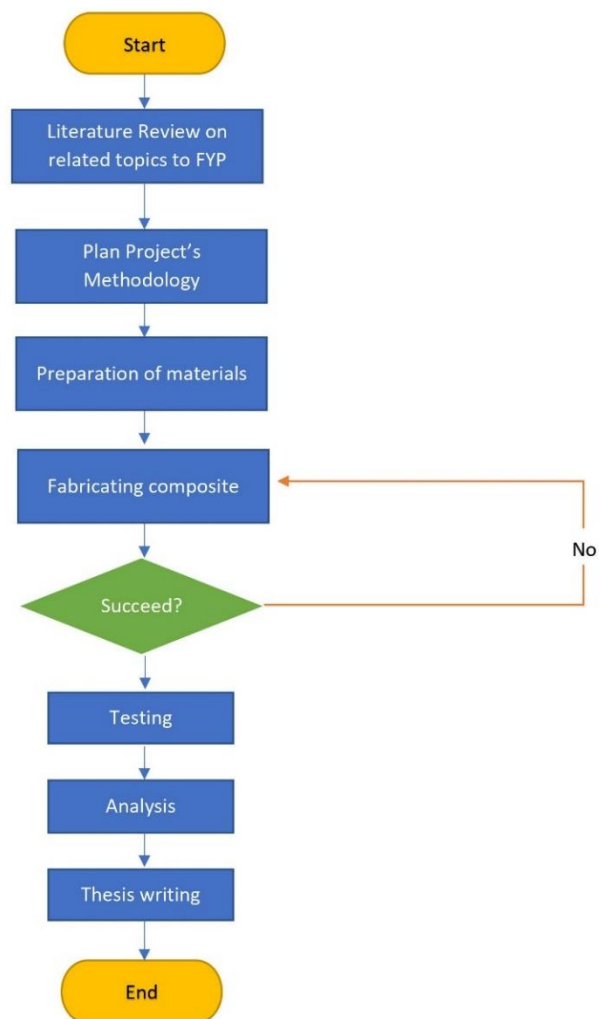 Start
Literature Review on
related topics to FYP
Plan Project’s
Methodology
Preparation of materials
Fabricating composite
No
Succeed?
Testing
Analysis
Thesis writing
End